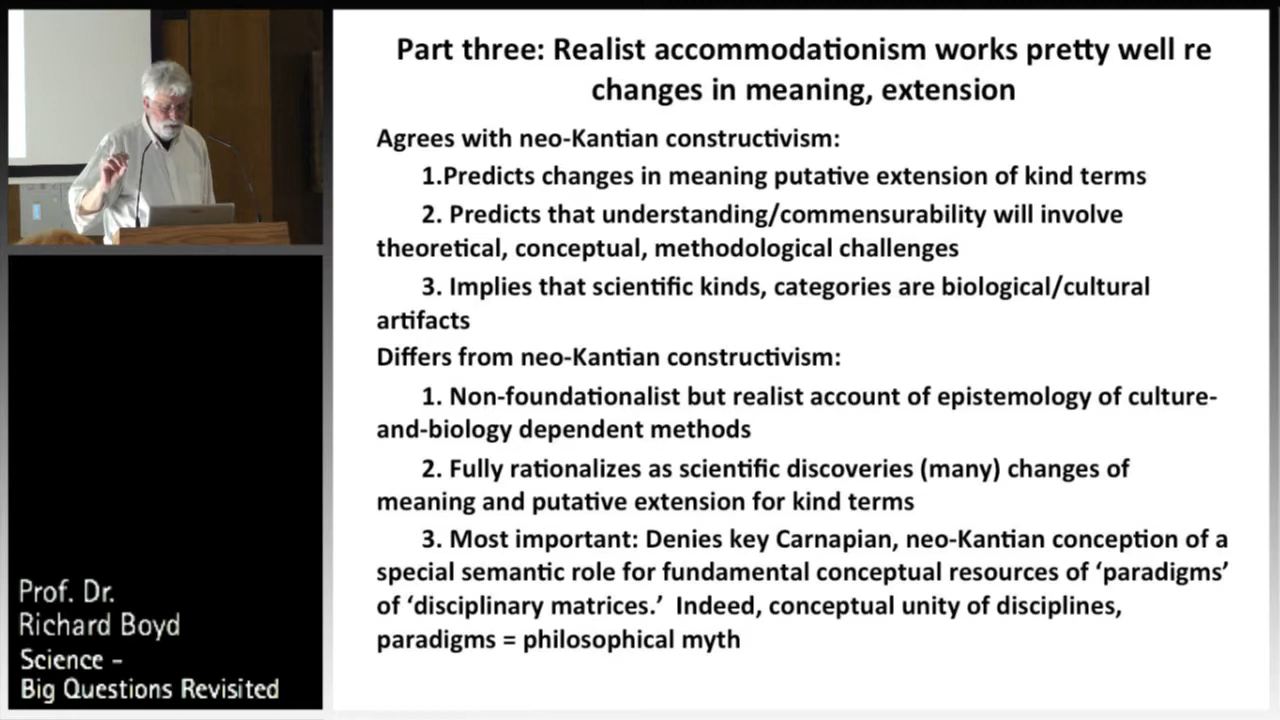 Part three: Realist accommodationism works pretty well re
changes in meaning, extension
Agrees with neo-Kantian constructivism:
1.Predicts changes in meaning putative extension of kind terms
2. Predicts that understanding/commensurability will involve
theoretical, conceptual, methodological challenges
3. Implies that scientific kinds, categories are biological/cultural
artifacts
Differs from neo-Kantian constructivism:
1. Non-foundationalist but realist account of epistemology of culture-
and-biology dependent methods
2. Fully rationalizes as scientific discoveries (many) changes of
meaning and putative extension for kind terms
3. Most important: Denies key Carnapian, neo-Kantian conception of a
special semantic role for fundamental conceptual resources of ‘paradigms’
of ‘disciplinary matrices.’ Indeed, conceptual unity of disciplines,
paradigms = philosophical myth
Prof. Dr.
Richard Boyd
Science –
Big Questions Revisited